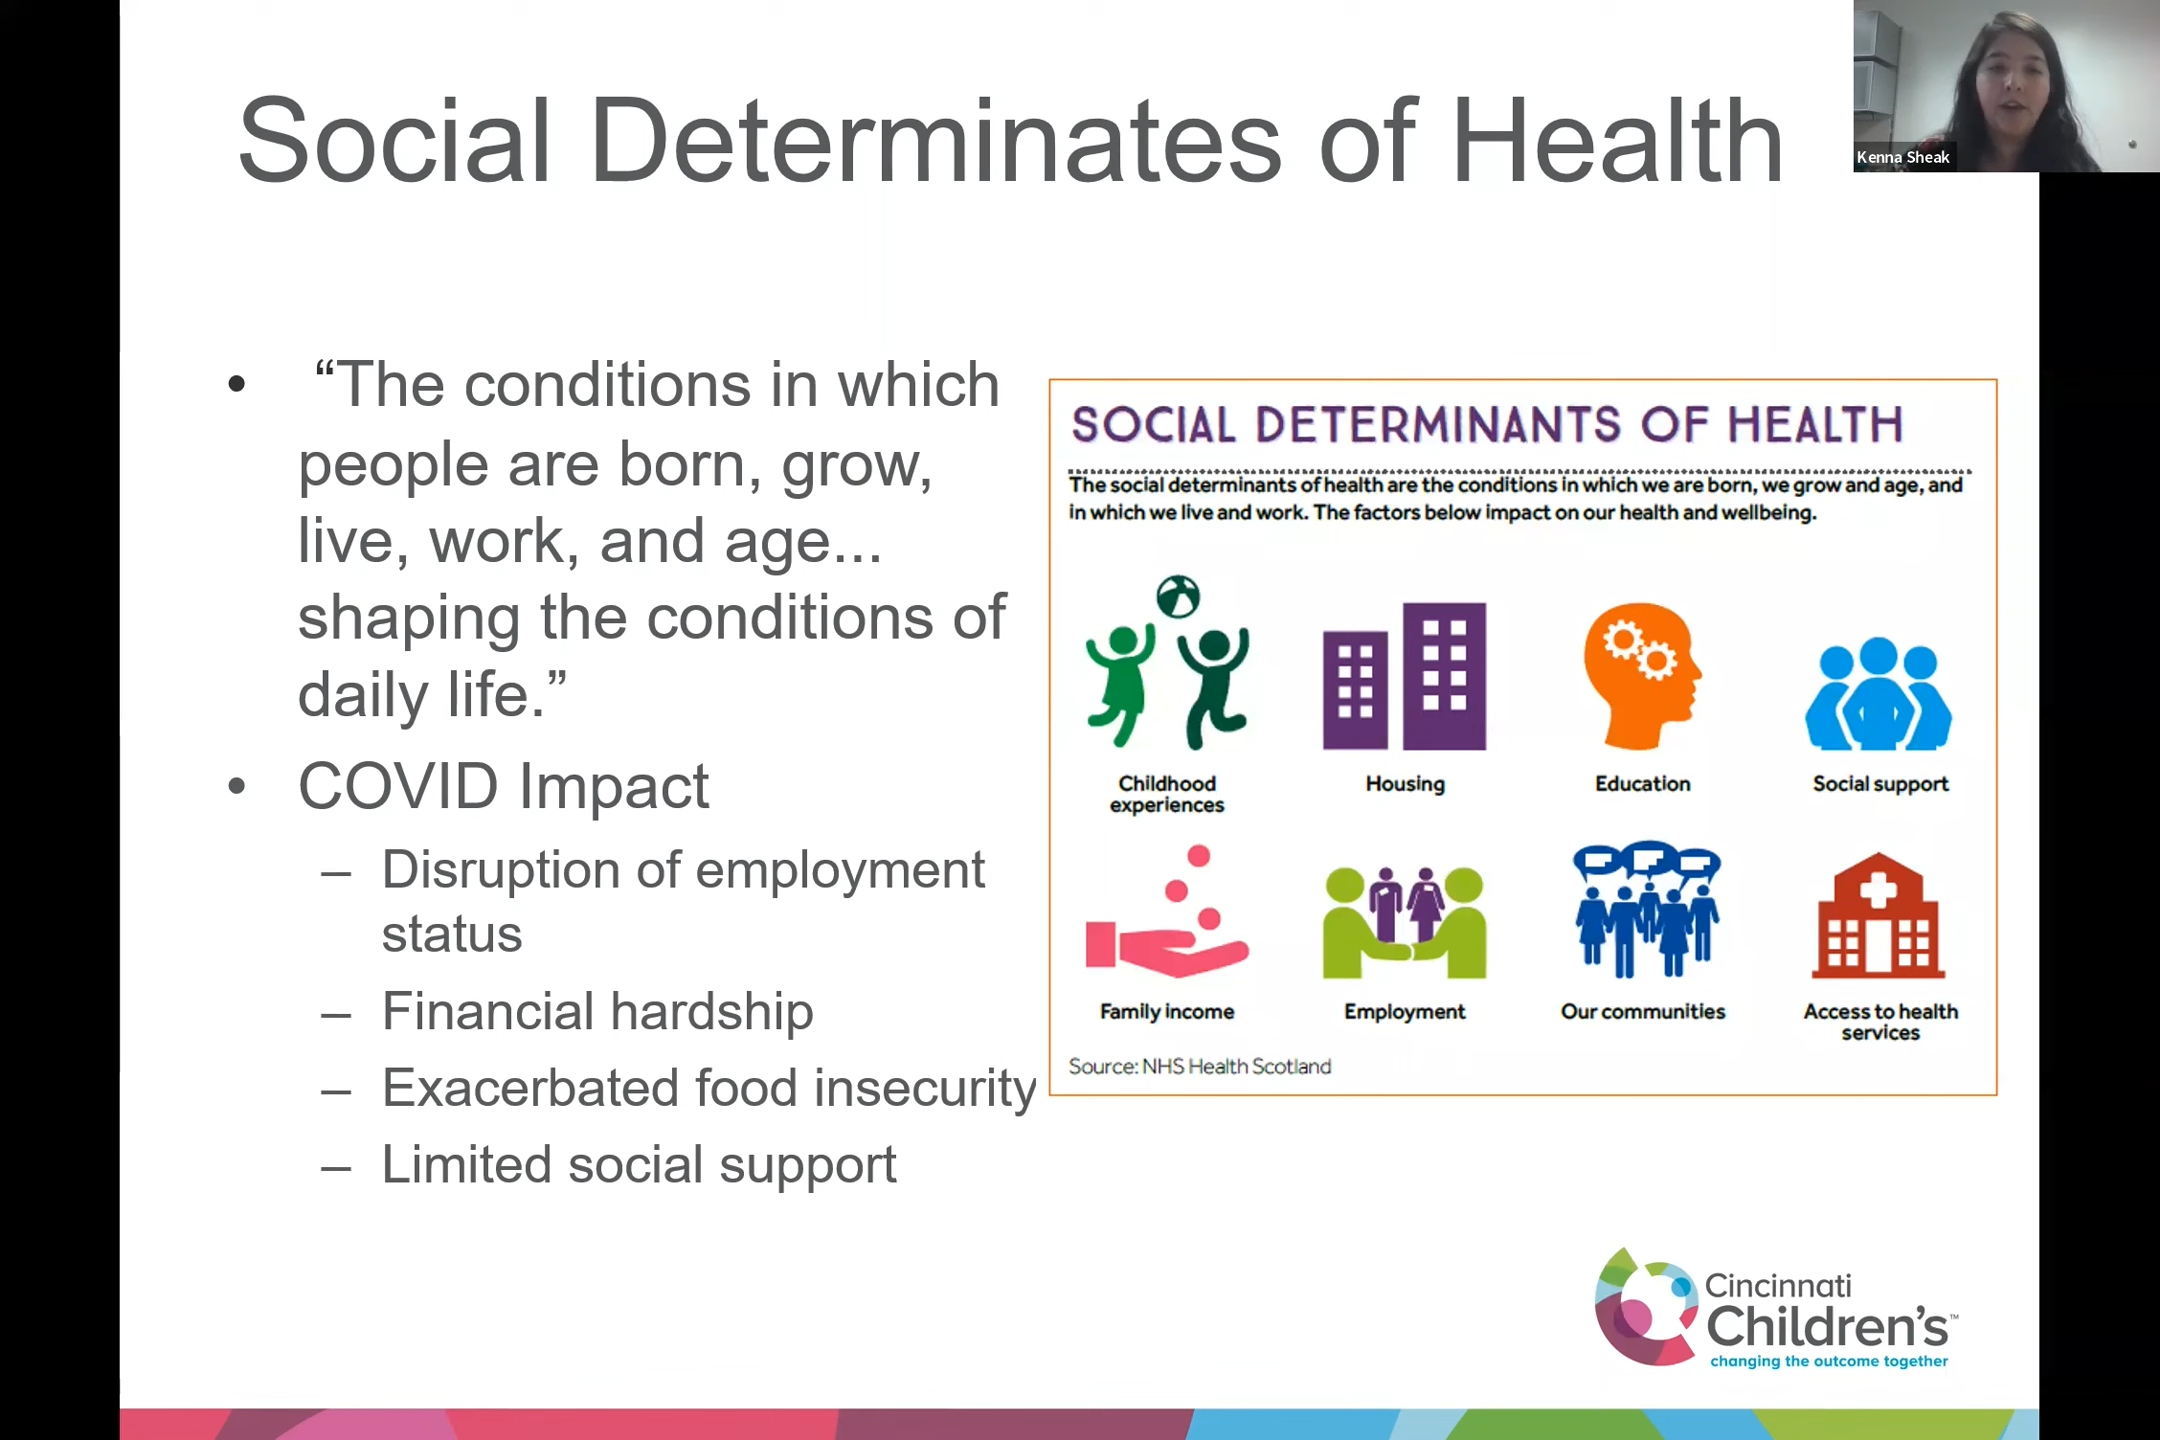 Social Determinates of Health
Kenna Sheak
• “The conditions in which
people are born, grow,
live, work, and age...
shaping the conditions of
daily life.”
• COVID Impact
– Disruption of employment
status
– Financial hardship
– Exacerbated food insecurity
– Limited social support
SOCIAL DETERMINANTS OF HEALTH
The social determinants of health are the conditions in which we are born, we grow and age, and
in which we live and work. The factors below impact on our health and wellbeing.
Childhood
experiences
Housing
Education
Social support
Family income
Employment
Our communities
Access to health
services
Source: NHS Health Scotland
Cincinnati
Children’s™
changing the outcome together